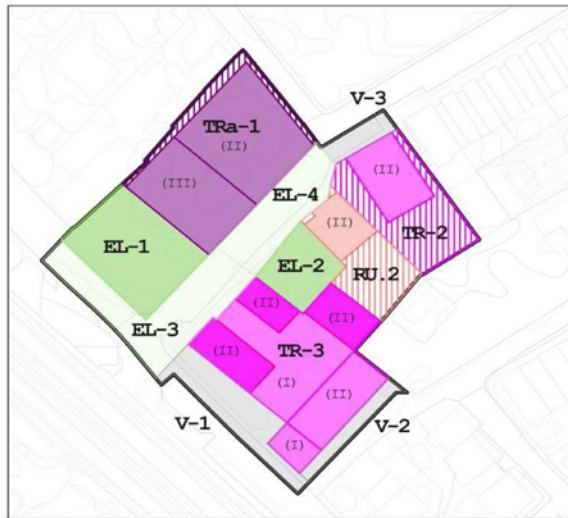 V-3
TRa-1
(II)
(II)
(III)
EL-4
TR-2
(II)
EL-1
EL-2
RU.2
EL-3
(II)
(II)
TR-3
(II)
(I)
(II)
V-1
V-2
(I)